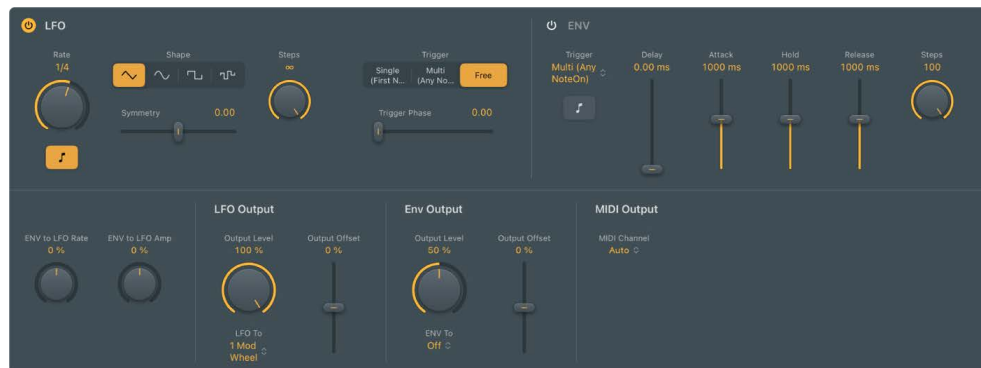 LFO
Rate
1/4
Shape
Steps
∞
Trigger
Single
(First N...
Multi
(Any No...
Free
Symmetry 0.00
Trigger Phase 0.00
ENV
Trigger
Multi (Any
NoteOn)
Delay
0.00 ms
Attack
1000 ms
Hold
1000 ms
Release
1000 ms
Steps
100
ENV to LFO Rate
0 %
ENV to LFO Amp
0 %
LFO Output
Output Level
100 %
Output Offset
0 %
LFO To
1 Mod
Wheel
Env Output
Output Level
50 %
Output Offset
0 %
ENV To
Off
MIDI Output
MIDI Channel
Auto